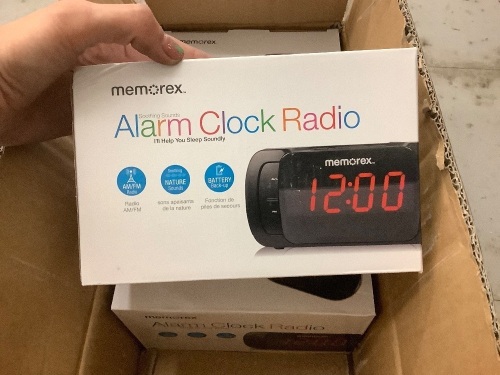 memorex
Soothing Sounds
Alarm Clock Radio
I'll Help You Sleep Soundly
memorex
12:00
AM/FM
Radio
Soothing
NATURE
Sounds
BATTERY
Back-up
Radio
AM/FM
sons apaisants
de la nature
Fonction de
piles de secours
memorex
Alarm Clock Radio